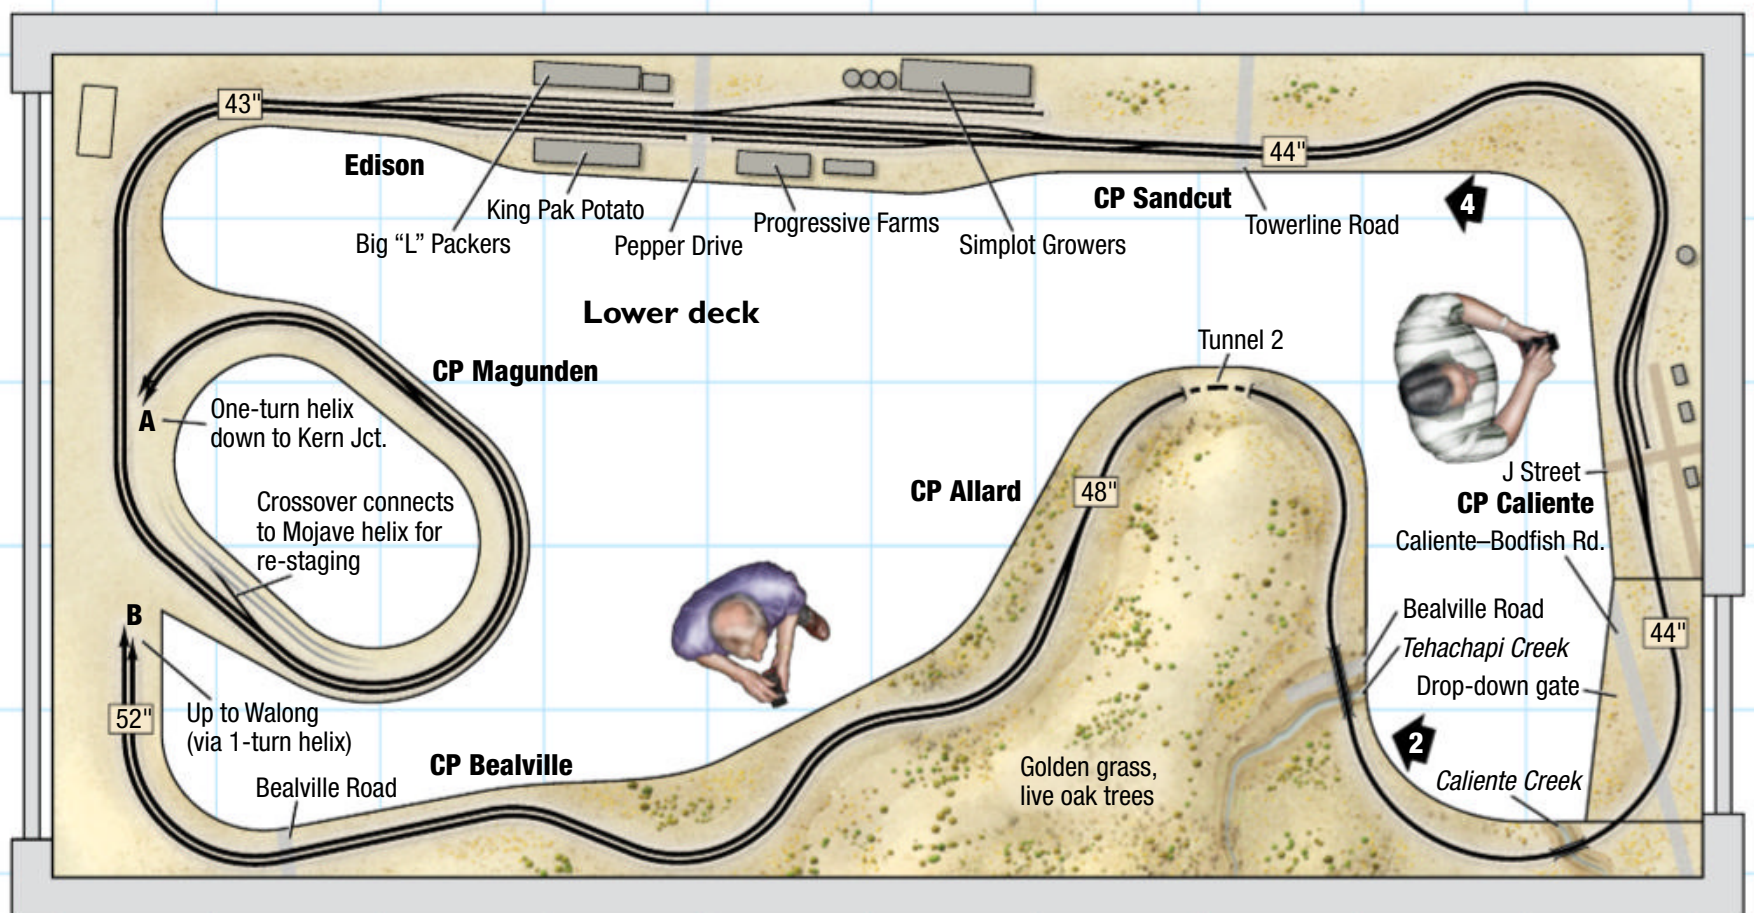 43"
Edison
King Pak Potato
Big “L” Packers
Pepper Drive
Progressive Farms
Simplot Growers
CP Sandcut
44"
Towerline Road
4
Lower deck
CP Magunden
A
One-turn helix
down to Kern Jct.
Crossover connects
to Mojave helix for
re-staging
B
52"
Up to Walong
(via 1-turn helix)
Bealville Road
CP Bealville
Tunnel 2
CP Allard
48"
J Street
CP Caliente
Caliente–Bodfish Rd.
Bealville Road
Tehachapi Creek
44"
Drop-down gate
2
Caliente Creek
Golden grass,
live oak trees